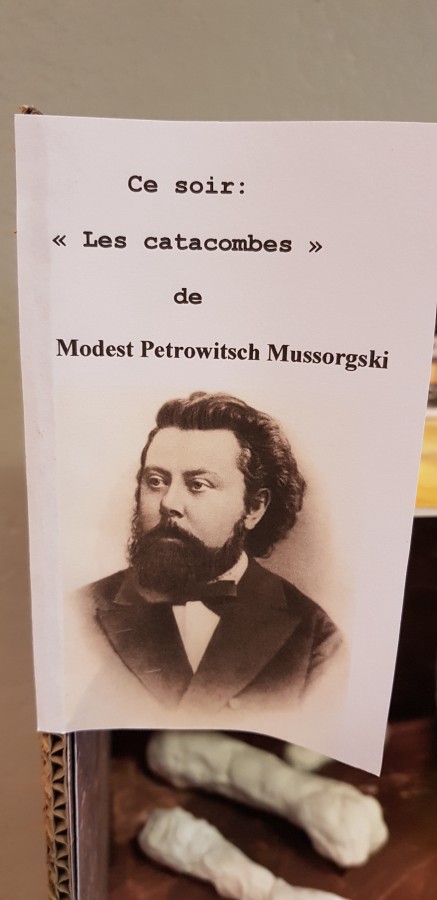 Ce soir:
« Les catacombes »
de
Modest Petrowitsch Mussorgski